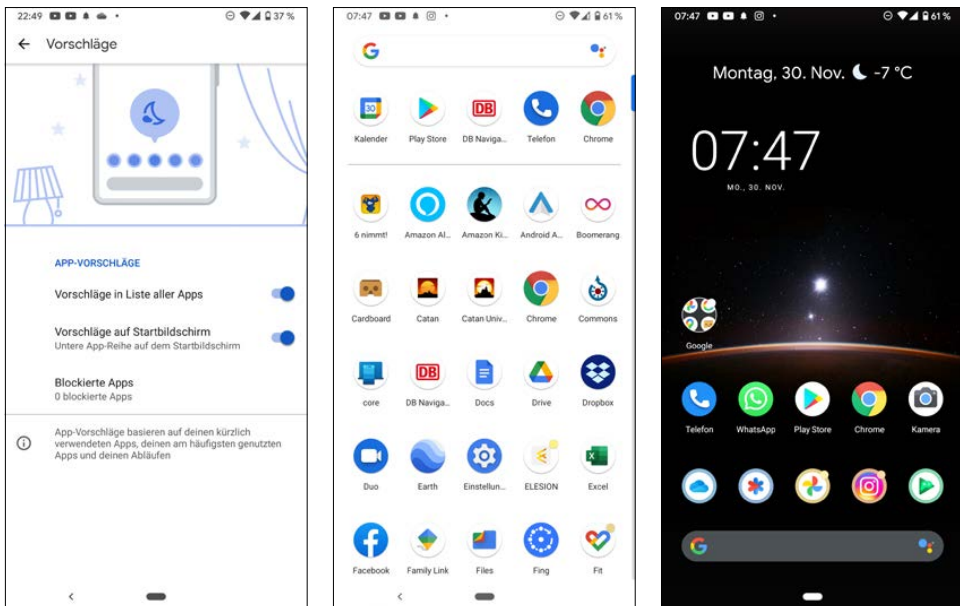 22:49
37 %
Vorschläge
APP-VORSCHLÄGE
Vorschläge in Liste aller Apps
Vorschläge auf Startbildschirm
Untere App-Reihe auf dem Startbildschirm
Blockierte Apps
0 blockierte Apps
App-Vorschläge basieren auf deinen kürzlich
verwendeten Apps, deinen am häufigsten genutzten
Apps und deinen Abläufen
07:47
61 %
30
DB
Kalender
Play Store
DB Naviga...
Telefon
Chrome
6 nimmt!
Amazon Al...
Amazon Ki...
Android A...
Boomerang
Cardboard
Catan
Catan Univ...
Chrome
Commons
DB
core
DB Naviga...
Docs
Drive
Dropbox
Duo
Earth
Einstellun...
ELESION
Excel
Facebook
Family Link
Files
Fing
Fit
07:47
61 %
Montag, 30. Nov. -7 °C
07:47
MO., 30. NOV.
Google
Telefon
WhatsApp
Play Store
Chrome
Kamera